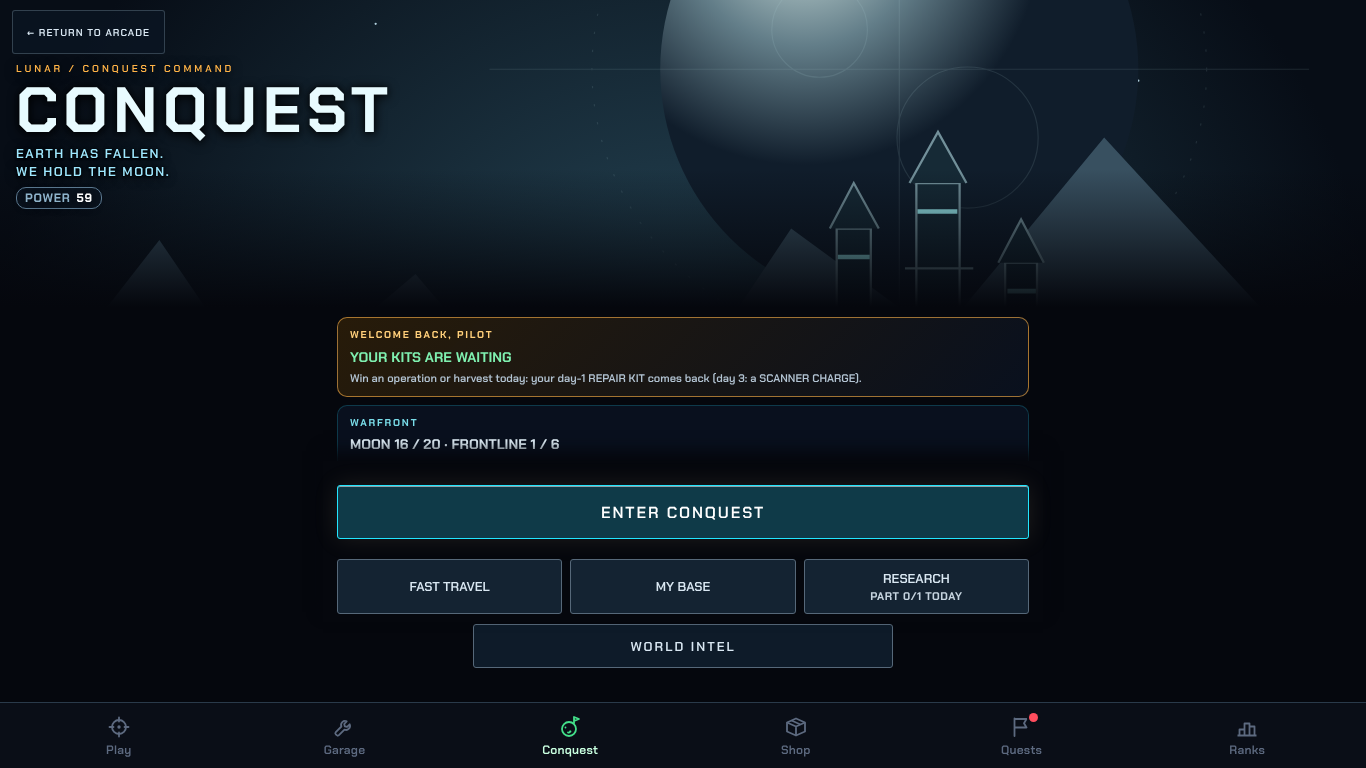 ← RETURN TO ARCADE
LUNAR / CONQUEST COMMAND
CONQUEST
EARTH HAS FALLEN.
WE HOLD THE MOON.
POWER 59
WELCOME BACK, PILOT
YOUR KITS ARE WAITING
Win an operation or harvest today: your day-1 REPAIR KIT comes back (day 3: a SCANNER CHARGE).
WARFRONT
MOON 16 / 20 · FRONTLINE 1 / 6
ENTER CONQUEST
FAST TRAVEL
MY BASE
RESEARCH
PART 0/1 TODAY
WORLD INTEL
Play
Garage
Conquest
Shop
Quests
Ranks